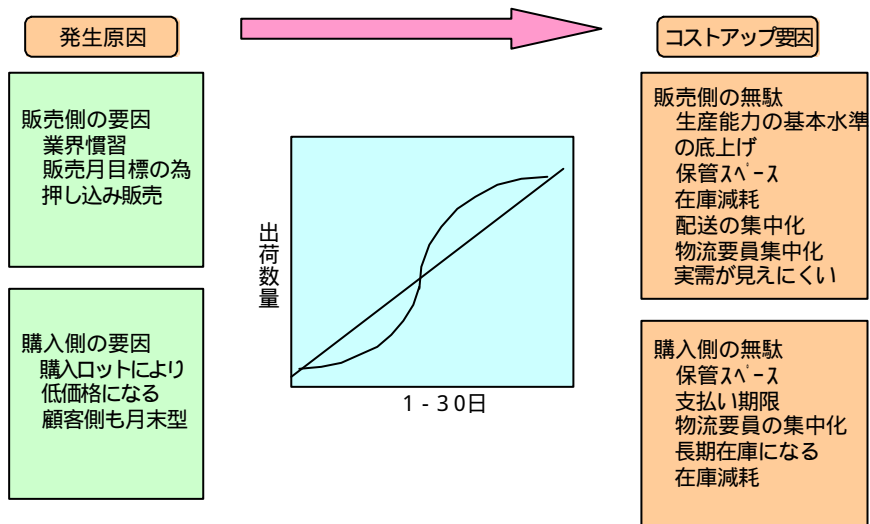 発生原因
コストアップ要因
販売側の要因
業界慣習
販売月目標の為
押し込み販売
購入側の要因
購入ロットにより
低価格になる
顧客側も月末型
出荷数量
1-30日
販売側の無駄
生産能力の基本水準
の底上げ
保管ｽﾍﾟｰｽ
在庫減耗
配送の集中化
物流要員集中化
実需が見えにくい
購入側の無駄
保管ｽﾍﾟｰｽ
支払い期限
物流要員の集中化
長期在庫になる
在庫減耗